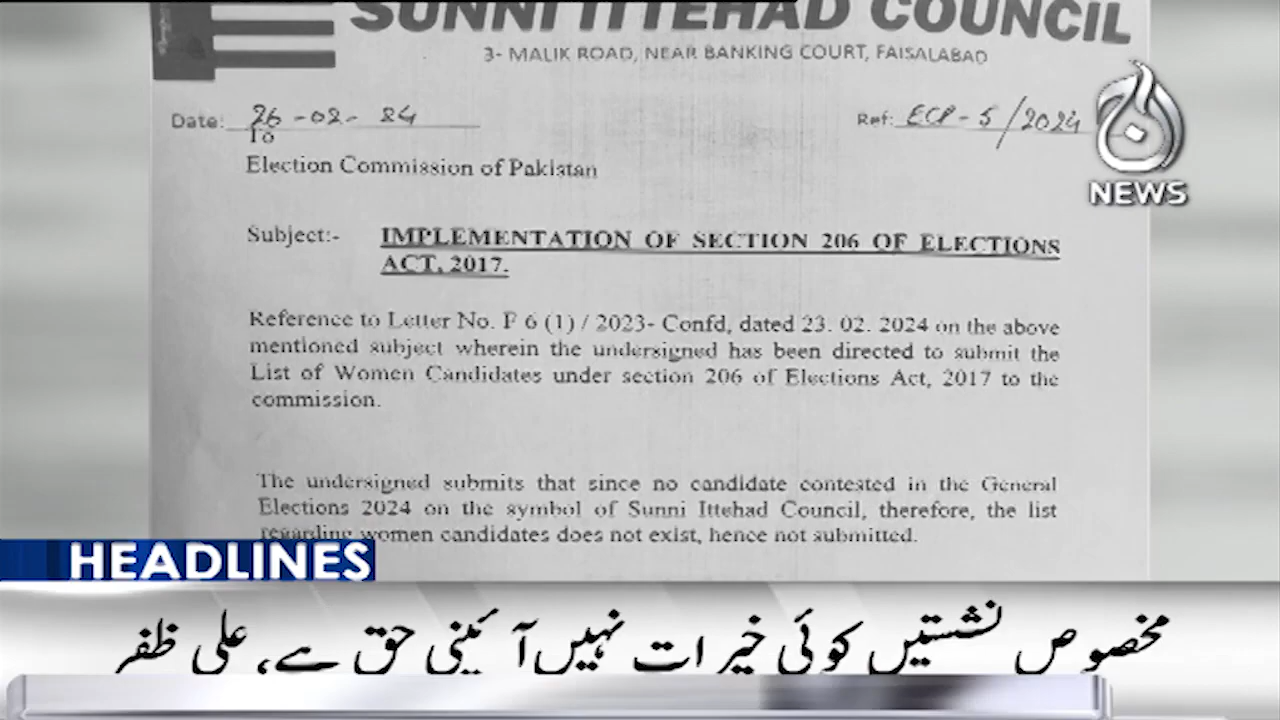 SUNNI ITTEHAD COUNCIL
3- MALIK ROAD, NEAR BANKING COURT, FAISALABAD
Date: 26-02-24
Ref: ECP-5/2024
To
Election Commission of Pakistan
NEWS
Subject:- IMPLEMENTATION OF SECTION 206 OF ELECTIONS
ACT, 2017.
Reference to Letter No. F 6 (1) / 2023- Confd, dated 23. 02. 2024 on the above
mentioned subject wherein the undersigned has been directed to submit the
List of Women Candidates under section 206 of Elections Act, 2017 to the
commission.
The undersigned submits that since no candidate contested in the General
Elections 2024 on the symbol of Sunni Ittehad Council, therefore, the list
regarding women candidates does not exist, hence not submitted.
HEADLINES
مخصوص نشستیں کوئی خیرات نہیں آئینی حق ہے، علی ظفر